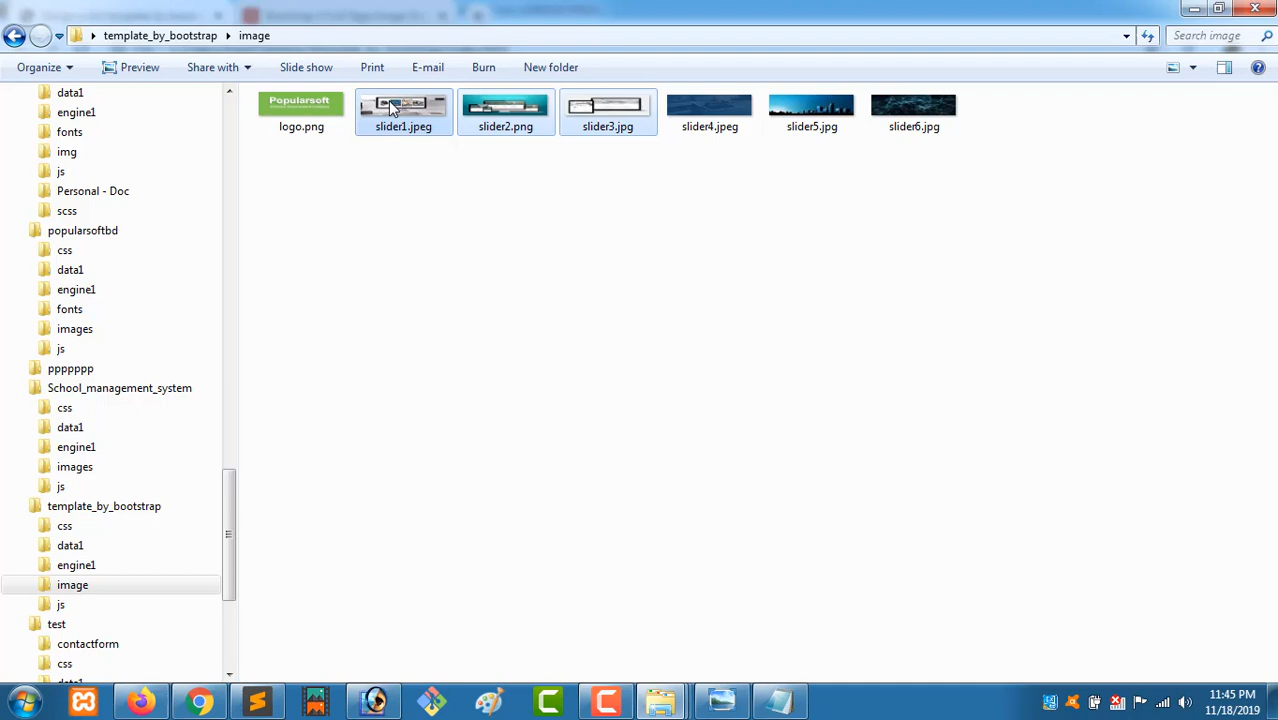 template_by_bootstrap image
Search image
Organize Preview Share with Slide show Print E-mail Burn New folder
data1
engine1
fonts
img
js
Personal - Doc
scss
popularsoftbd
css
data1
engine1
fonts
images
js
ppppppp
School_management_system
css
data1
engine1
images
js
template_by_bootstrap
css
data1
engine1
image
js
test
contactform
css
Popularsoft
logo.png slider1.jpeg slider2.png slider3.jpg slider4.jpeg slider5.jpg slider6.jpg
11:45 PM
11/18/2019